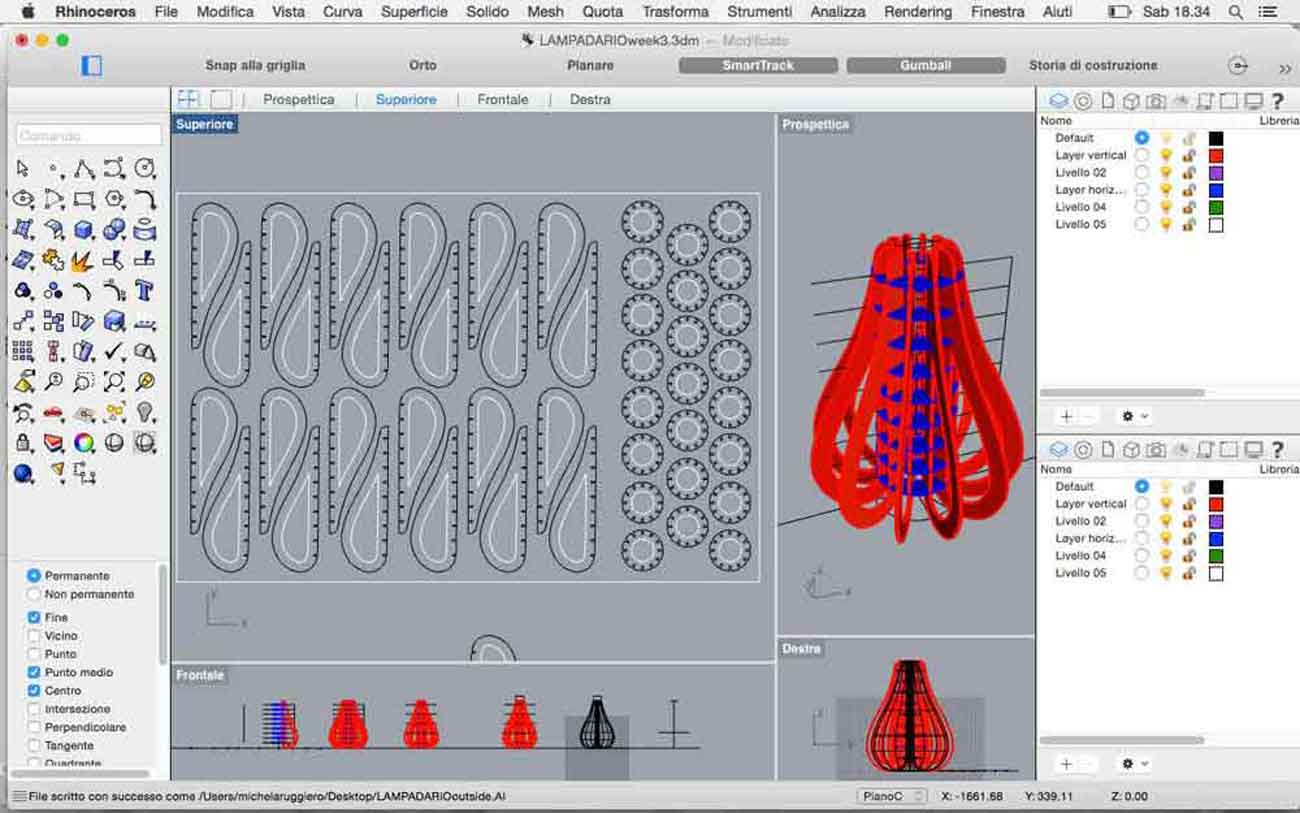 Rhinoceros File Modifica Vista Curva Superficie Solido Mesh Quota Trasforma Strumenti Analizza Rendering Finestra Aiuti Sab 18.34
LAMPADARIOweek3.3dm — Modificato
Snap alla griglia Orto Planare SmartTrack Gumball Storia di costruzione
Prospettica Superiore Frontale Destra
Comando
Superiore
Prospettica
Frontale
Destra
Nome Libreria
Default
Layer vertical
Livello 02
Layer horiz...
Livello 04
Livello 05
Nome Libreria
Default
Layer vertical
Livello 02
Layer horiz...
Livello 04
Livello 05
Permanente
Non permanente
Fine
Vicino
Punto
Punto medio
Centro
Intersezione
Perpendicolare
Tangente
Quadrante
File scritto con successo come /Users/michelaruggiero/Desktop/LAMPADARiOoutside.AI PianoC X: -1661.68 Y: 339.11 Z: 0.00